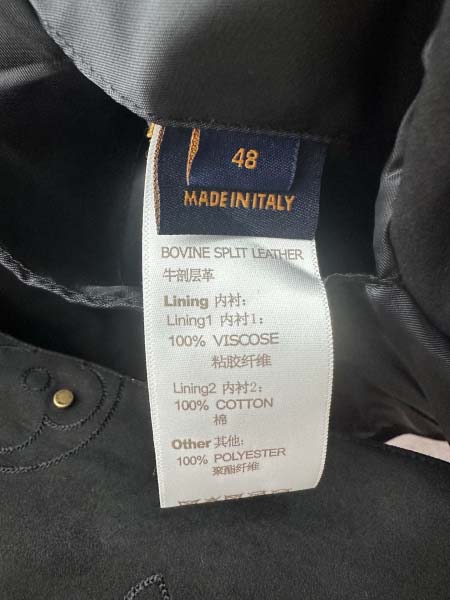 48
MADE IN ITALY
BOVINE SPLIT LEATHER
牛剖层革
Lining 内衬:
Lining1 内衬1:
100% VISCOSE
粘胶纤维
Lining2 内衬2:
100% COTTON
棉
Other 其他:
100% POLYESTER
聚酯纤维